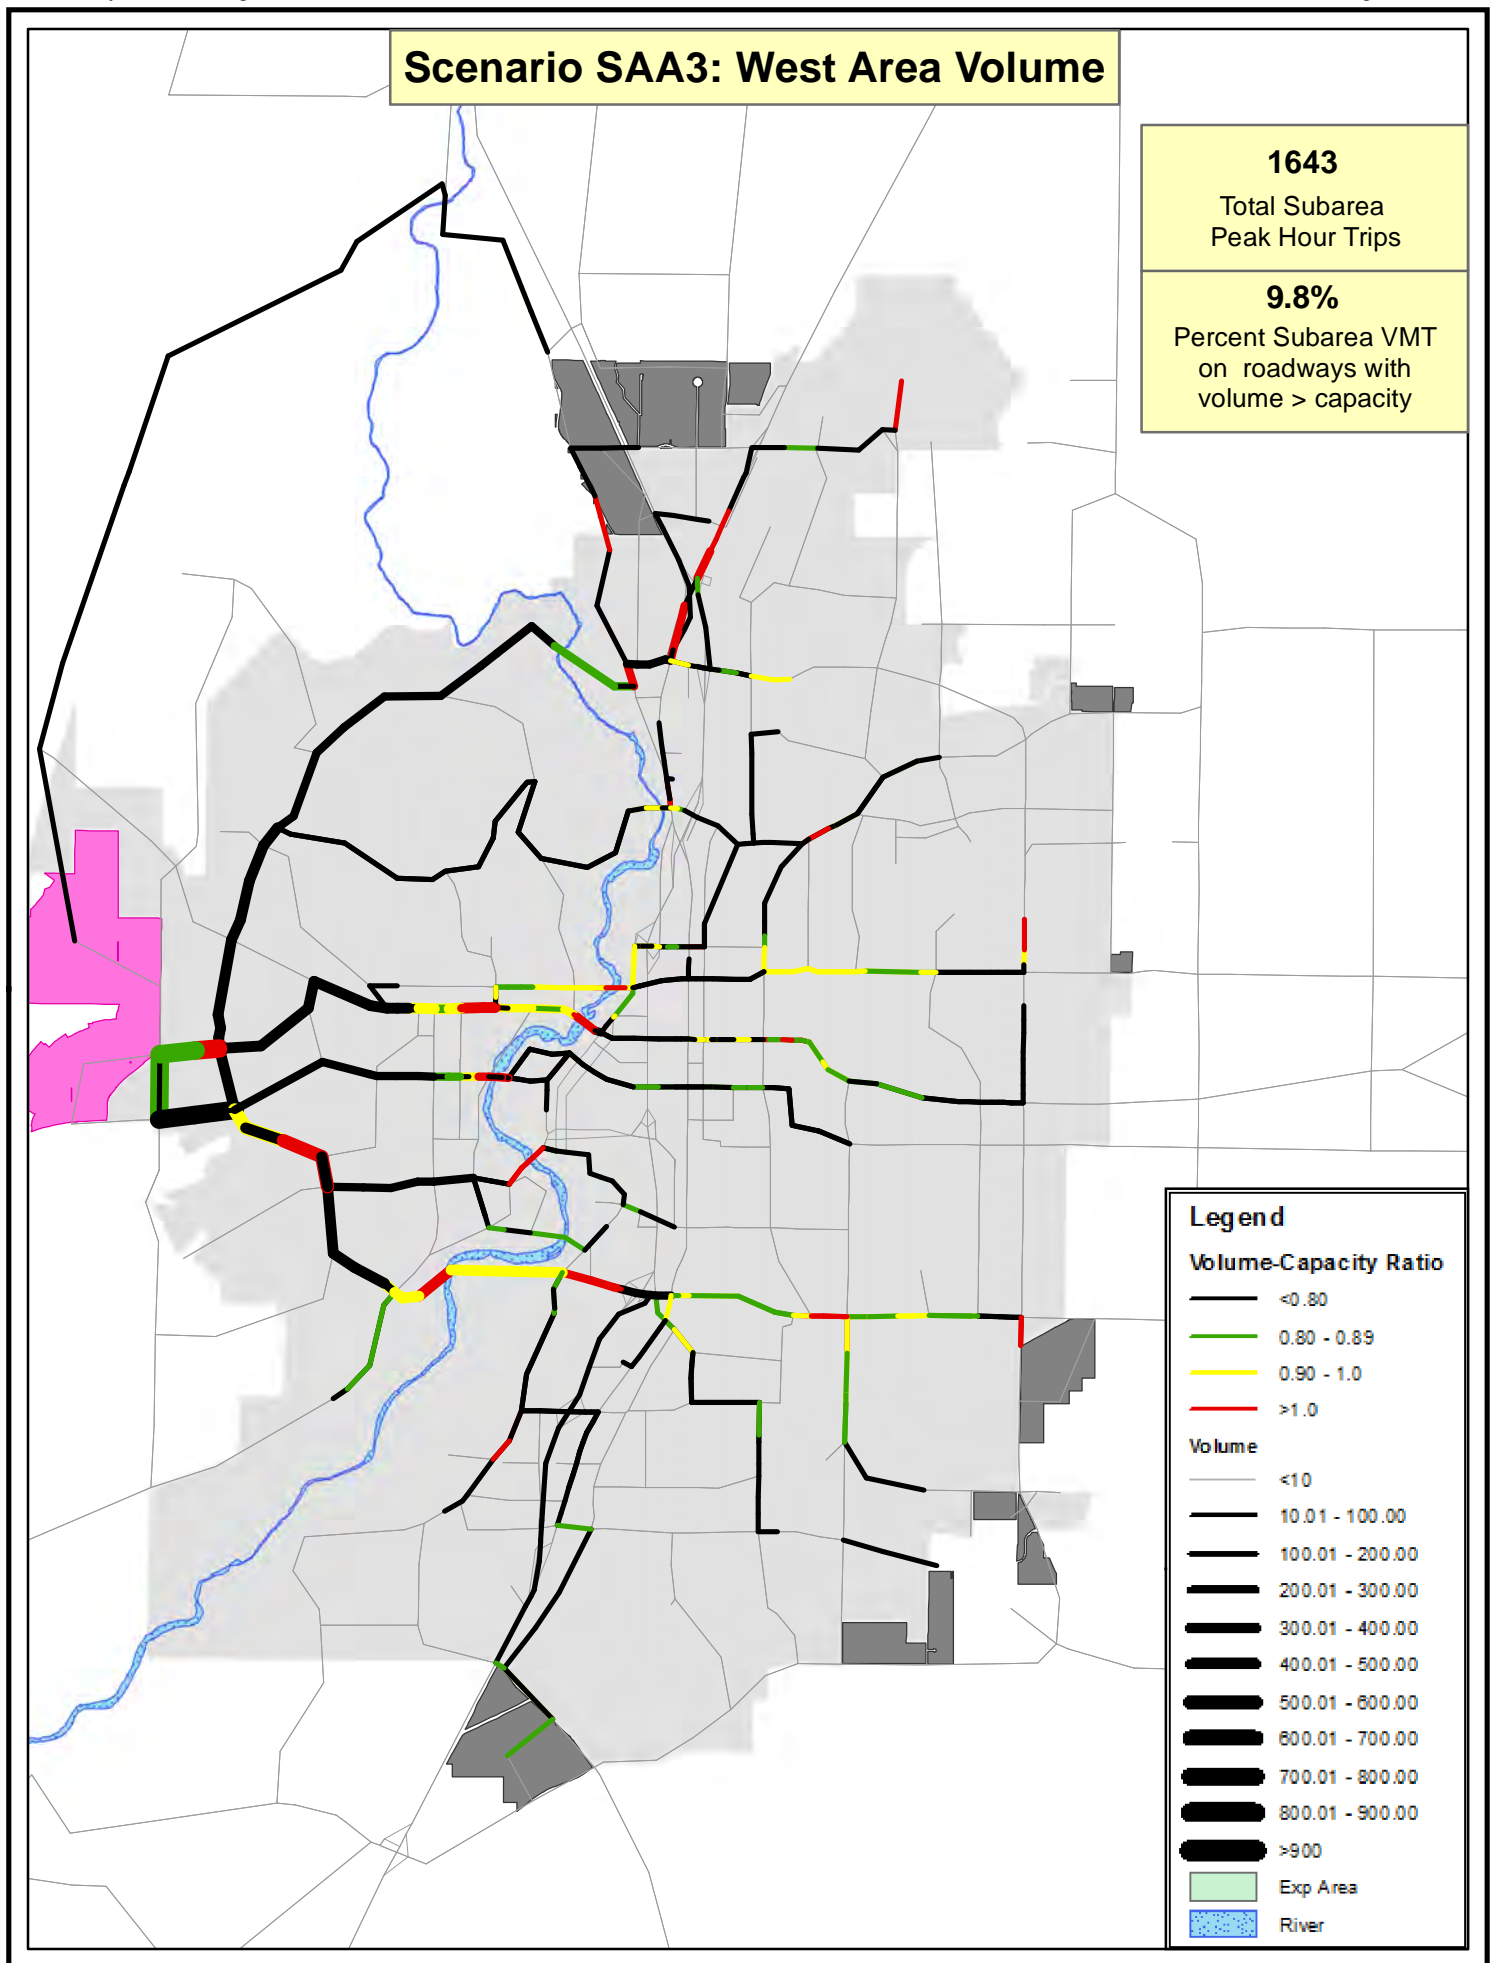 Scenario SAA3: West Area Volume
1643
Total Subarea
Peak Hour Trips
9.8%
Percent Subarea VMT
on roadways with
volume > capacity
Legend
Volume-Capacity Ratio
<0.80
0.80 - 0.89
0.90 - 1.0
>1.0
Volume
<10
10.01 - 100.00
100.01 - 200.00
200.01 - 300.00
300.01 - 400.00
400.01 - 500.00
500.01 - 600.00
600.01 - 700.00
700.01 - 800.00
800.01 - 900.00
>900
Exp Area
River